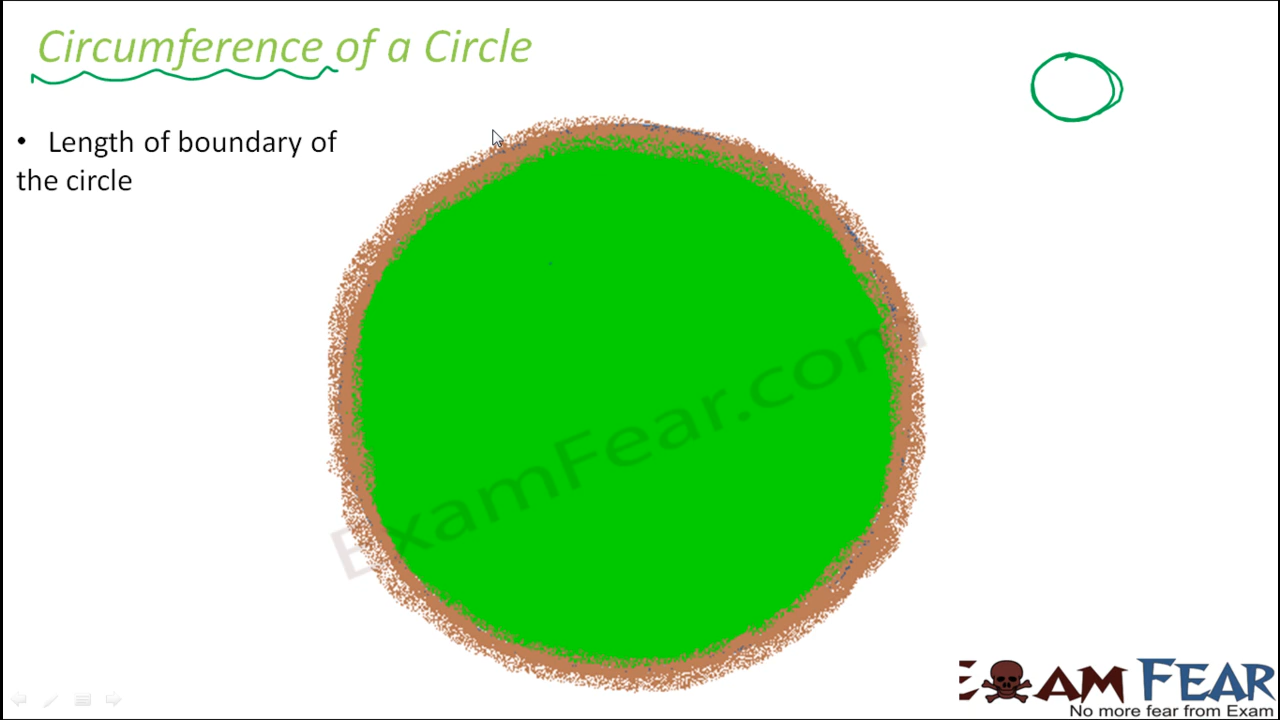 Circumference of a Circle
• Length of boundary of
the circle
ExamFear.com
EXAM FEAR
No more fear from Exam